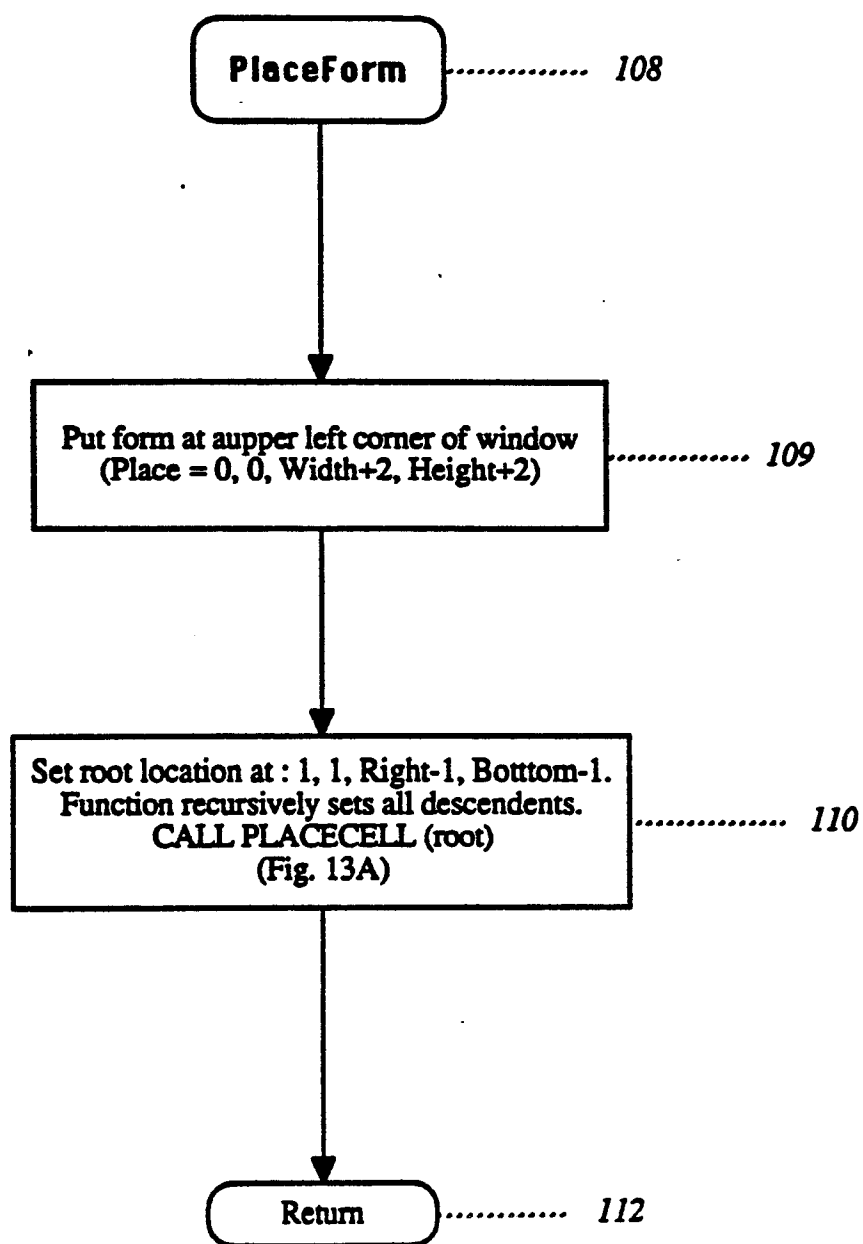 PlaceForm
108
Put form at aupper left corner of window
(Place = 0, 0, Width+2, Height+2)
109
Set root location at : 1, 1, Right-1, Botttom-1.
Function recursively sets all descendents.
CALL PLACECELL (root)
(Fig. 13A)
110
Return
112